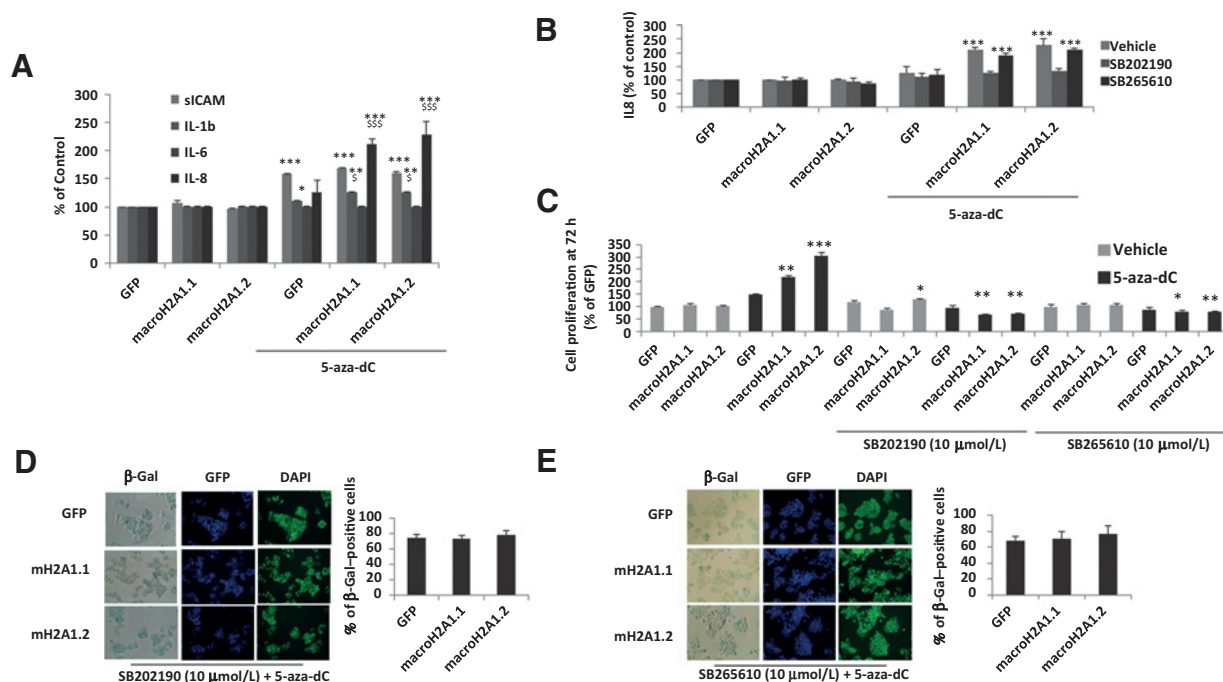 A
% of Control
300
250
200
150
100
50
0
sICAM
IL-1b
IL-6
IL-8
*** * *** ** $ *** $$$ *** ** $ *** $$$
GFP
macroH2A1.1
macroH2A1.2
GFP
macroH2A1.1
macroH2A1.2
5-aza-dC
B
IL8 (% of control)
300
250
200
150
100
50
0
*** *** *** ***
Vehicle
SB202190
SB265610
GFP
macroH2A1.1
macroH2A1.2
GFP
macroH2A1.1
macroH2A1.2
5-aza-dC
C
Cell proliferation at 72 h
(% of GFP)
350
300
250
200
150
100
50
0
** *** * ** ** * **
Vehicle
5-aza-dC
GFP
macroH2A1.1
macroH2A1.2
GFP
macroH2A1.1
macroH2A1.2
GFP
macroH2A1.1
macroH2A1.2
GFP
macroH2A1.1
macroH2A1.2
GFP
macroH2A1.1
macroH2A1.2
GFP
macroH2A1.1
macroH2A1.2
SB202190 (10 μmol/L)
SB265610 (10 μmol/L)
D
β-Gal GFP DAPI
GFP
mH2A1.1
mH2A1.2
SB202190 (10 μmol/L) + 5-aza-dC
% of β-Gal–positive cells
100
80
60
40
20
0
GFP
macroH2A1.1
macroH2A1.2
E
β-Gal GFP DAPI
GFP
mH2A1.1
mH2A1.2
SB265610 (10 μmol/L) + 5-aza-dC
% of β-Gal–positive cells
100
80
60
40
20
0
GFP
macroH2A1.1
macroH2A1.2